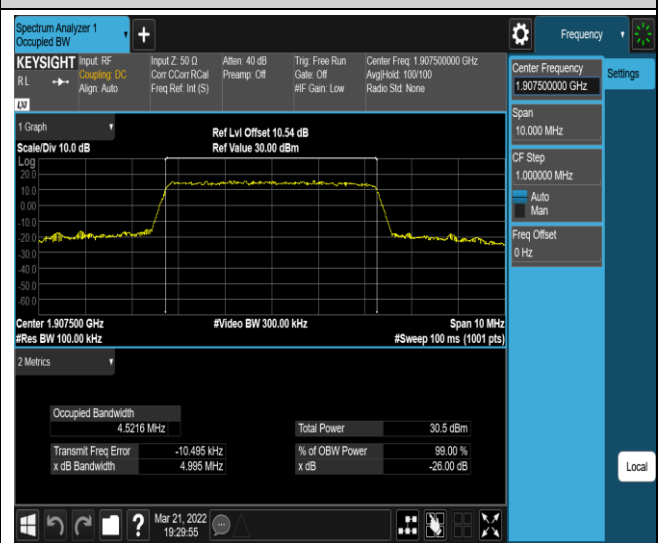 Spectrum Analyzer 1
Occupied BW
+
Frequency
KEYSIGHT
RL
LXI
Input: RF
Coupling: DC
Align: Auto
Input Z: 50 Ω
Corr CCorr RCal
Freq Ref: Int (S)
Atten: 40 dB
Preamp: Off
Trig: Free Run
Gate: Off
#IF Gain: Low
Center Freq: 1.907500000 GHz
Avg|Hold: 100/100
Radio Std: None
Center Frequency
1.907500000 GHz
Settings
Span
10.000 MHz
CF Step
1.000000 MHz
Auto
Man
Freq Offset
0 Hz
1 Graph
Scale/Div 10.0 dB
Ref Lvl Offset 10.54 dB
Ref Value 30.00 dBm
Log
20.0
10.0
0.00
-10.0
-20.0
-30.0
-40.0
-50.0
-60.0
Center 1.907500 GHz
#Video BW 300.00 kHz
Span 10 MHz
#Res BW 100.00 kHz
#Sweep 100 ms (1001 pts)
2 Metrics
Occupied Bandwidth
4.5216 MHz
Total Power 30.5 dBm
Transmit Freq Error -10.495 kHz
% of OBW Power 99.00 %
x dB Bandwidth 4.995 MHz
x dB -26.00 dB
Local
?
Mar 21, 2022
19:29:55